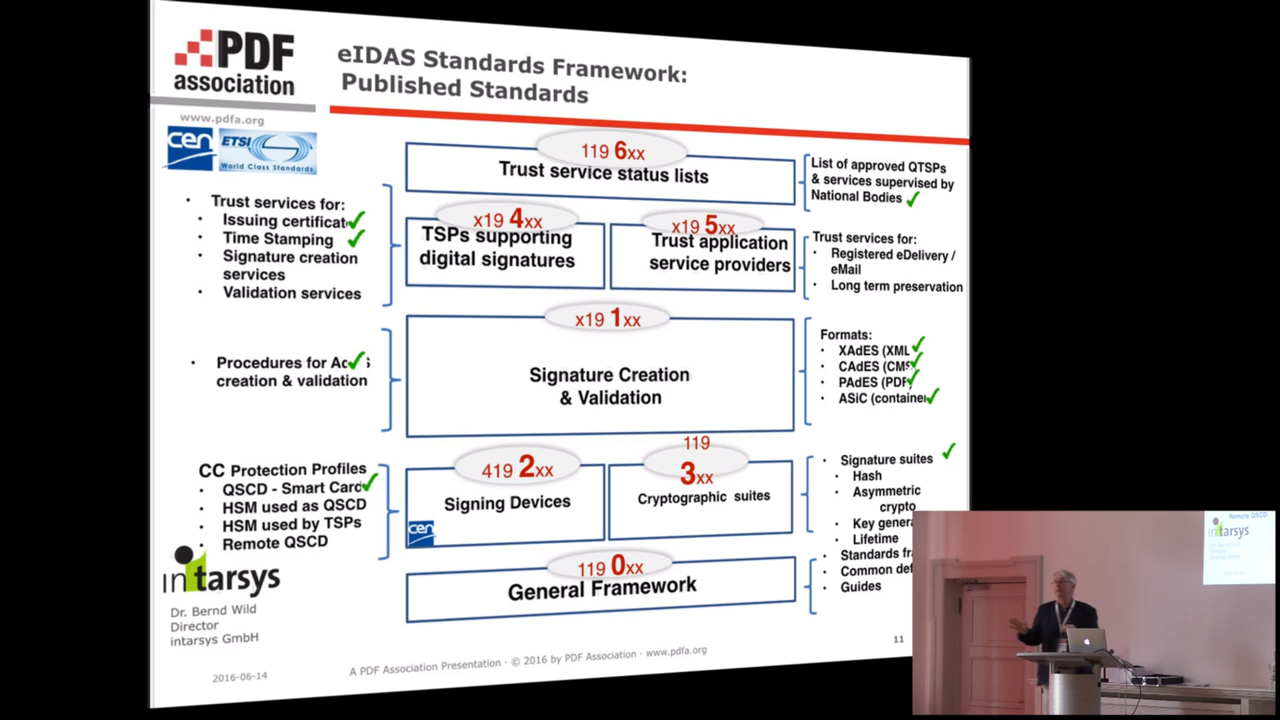 PDF
association
www.pdfa.org
cen
ETSI
World Class Standards
eIDAS Standards Framework:
Published Standards
119 6xx
Trust service status lists
List of approved QTSPs
& services supervised by
National Bodies
• Trust services for:
• Issuing certificat
• Time Stamping
• Signature creation
services
• Validation services
x19 4xx
TSPs supporting
digital signatures
x19 5xx
Trust application
service providers
Trust services for:
• Registered eDelivery /
eMail
• Long term preservation
x19 1xx
Signature Creation
& Validation
• Procedures for
creation & validation
Formats:
• XAdES (XML
• CAdES (CMS
• PAdES (PDF
• ASiC (container
CC Protection Profiles
• QSCD - Smart Card
• HSM used as QSCD
• HSM used by TSPs
• Remote QSCD
419 2xx
Signing Devices
cen
119
3xx
Cryptographic suites
• Signature suites
• Hash
• Asymmetric
crypto
• Key genera
• Lifetime
• Standards fr
• Common def
• Guides
119 0xx
General Framework
intarsys
Dr. Bernd Wild
Director
intarsys GmbH
2016-06-14
A PDF Association Presentation · © 2016 by PDF Association · www.pdfa.org
11
• Remote QSCD
intarsys